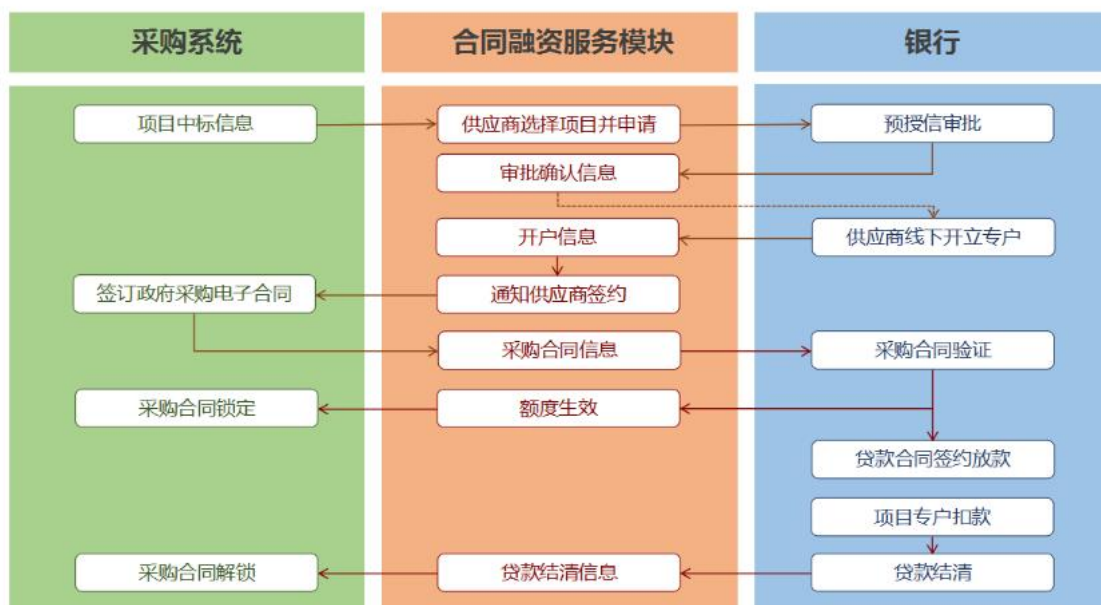 采购系统
合同融资服务模块
银行
项目中标信息
供应商选择项目并申请
预授信审批
审批确认信息
开户信息
供应商线下开立专户
签订政府采购电子合同
通知供应商签约
采购合同信息
采购合同验证
采购合同锁定
额度生效
贷款合同签约放款
项目专户扣款
采购合同解锁
贷款结清信息
贷款结清